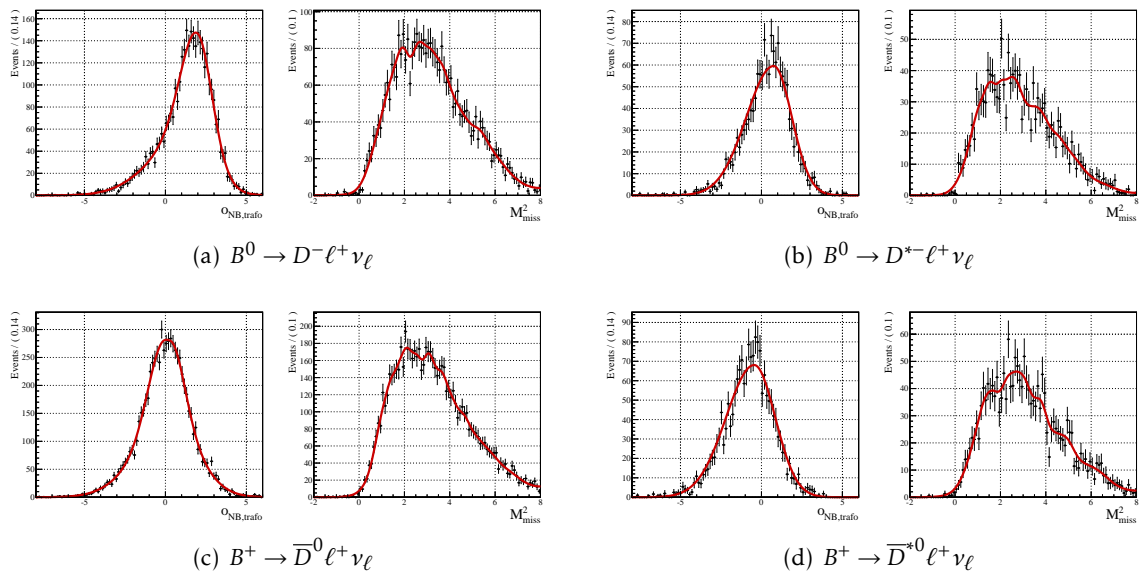 Events / ( 0.14 )
160
140
120
100
80
60
40
20
0
-5 0 5
o_NB,trafo
Events / ( 0.1 )
100
80
60
40
20
0
-2 0 2 4 6 8
M²_miss
(a) B⁰ → D⁻ℓ⁺ν_ℓ
Events / ( 0.14 )
80
70
60
50
40
30
20
10
0
-5 0 5
o_NB,trafo
Events / ( 0.1 )
50
40
30
20
10
0
-2 0 2 4 6 8
M²_miss
(b) B⁰ → D*⁻ℓ⁺ν_ℓ
Events / ( 0.14 )
300
250
200
150
100
50
0
-5 0 5
o_NB,trafo
Events / ( 0.1 )
200
180
160
140
120
100
80
60
40
20
0
-2 0 2 4 6 8
M²_miss
(c) B⁺ → D̅⁰ℓ⁺ν_ℓ
Events / ( 0.14 )
90
80
70
60
50
40
30
20
10
0
-5 0 5
o_NB,trafo
Events / ( 0.1 )
60
50
40
30
20
10
0
-2 0 2 4 6 8
M²_miss
(d) B⁺ → D̅*⁰ℓ⁺ν_ℓ